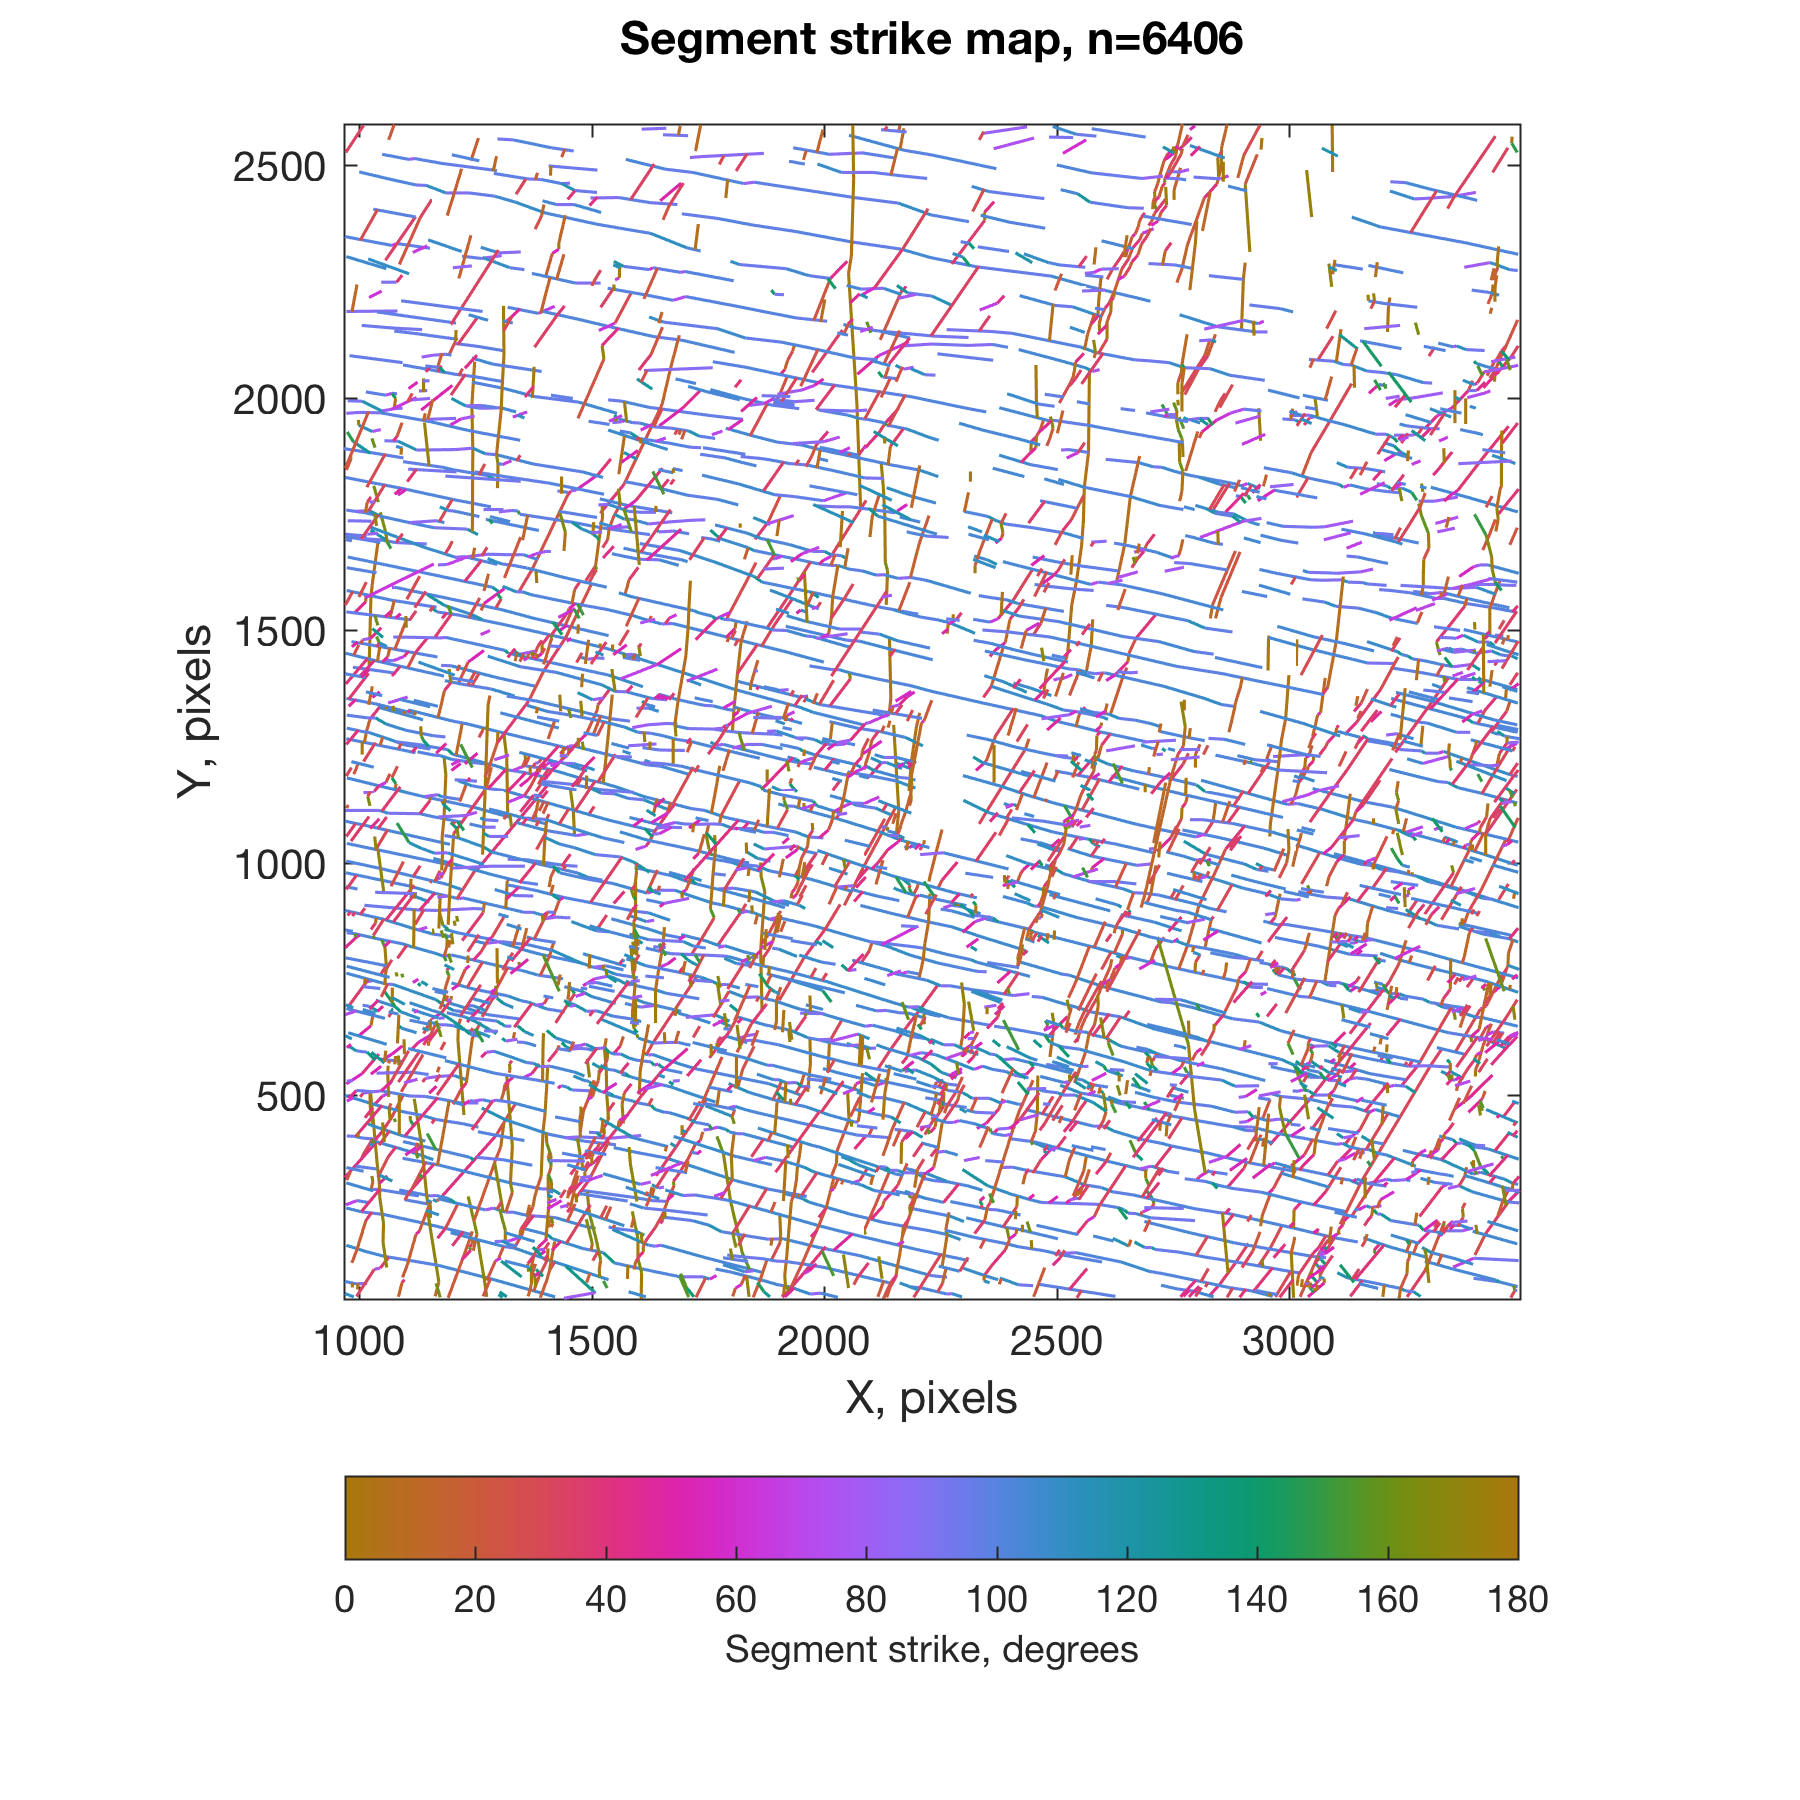 Segment strike map, n=6406
2500
2000
1500
1000
500
Y, pixels
1000 1500 2000 2500 3000
X, pixels
0 20 40 60 80 100 120 140 160 180
Segment strike, degrees